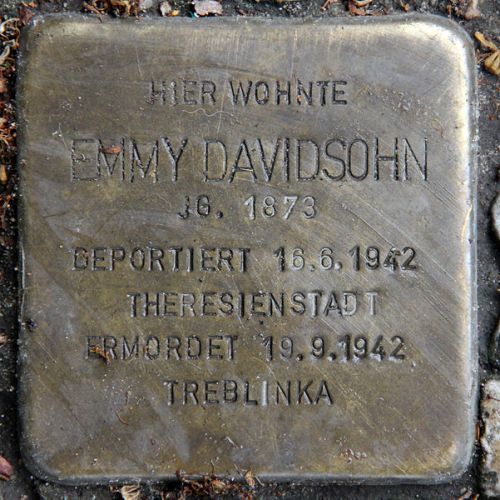 HIER WOHNTE
EMMY DAVIDSOHN
JG. 1873
DEPORTIERT 16.6.1942
THERESIENSTADT
ERMORDET 19.9.1942
TREBLINKA